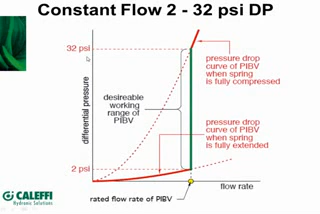 Constant Flow 2 - 32 psi DP
32 psi
pressure drop
curve of PIBV
when spring
is fully compressed
desireable
working
range of
PIBV
differential pressure
pressure drop
curve of PIBV
when spring
is fully extended
2 psi
flow rate
rated flow rate of PIBV
CALEFFI
Hydronic Solutions